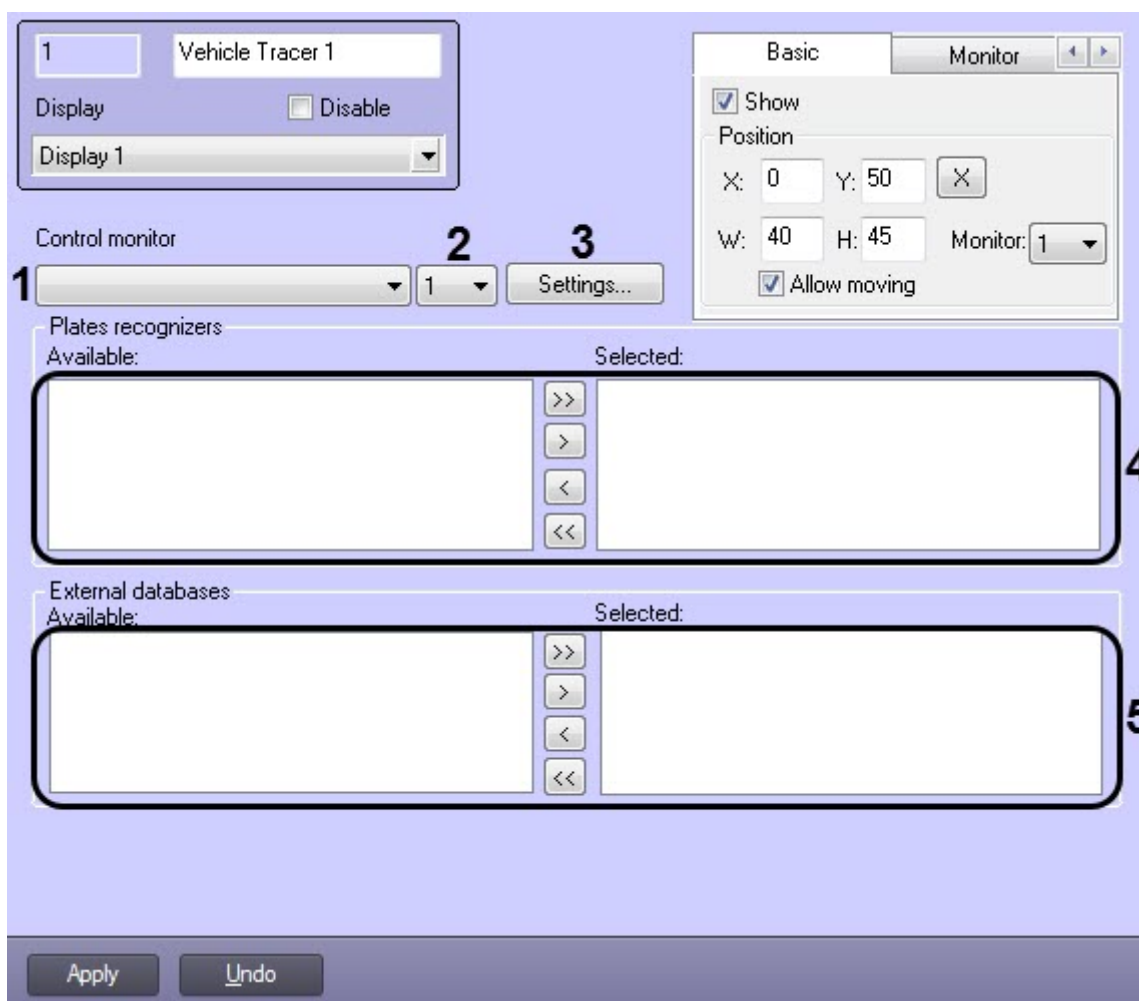 1 Vehicle Tracer 1
Display Disable
Display 1
Basic Monitor
Show
Position
X: 0 Y: 50 X
W: 40 H: 45 Monitor: 1
Allow moving
Control monitor
2 3
1 1 Settings...
Plates recognizers
Available: Selected:
>>
>
<
<<
4
External databases
Available: Selected:
>>
>
<
<<
5
Apply Undo